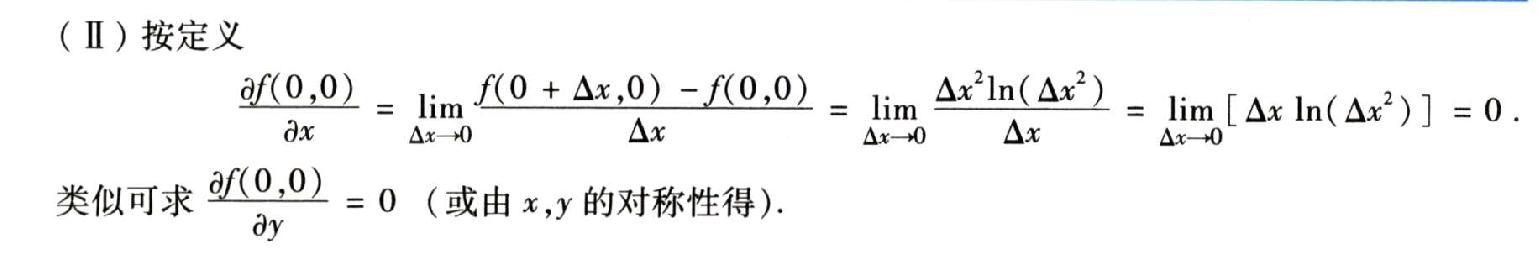 （Ⅱ）按定义
$$\frac{\partial f(0,0)}{\partial x} = \lim_{\Delta x \to 0} \frac{f(0 + \Delta x,0) - f(0,0)}{\Delta x} = \lim_{\Delta x \to 0} \frac{\Delta x^2 \ln(\Delta x^2)}{\Delta x} = \lim_{\Delta x \to 0} [\Delta x \ln(\Delta x^2)] = 0.$$
类似可求 $\frac{\partial f(0,0)}{\partial y} = 0$ （或由 x,y 的对称性得）.